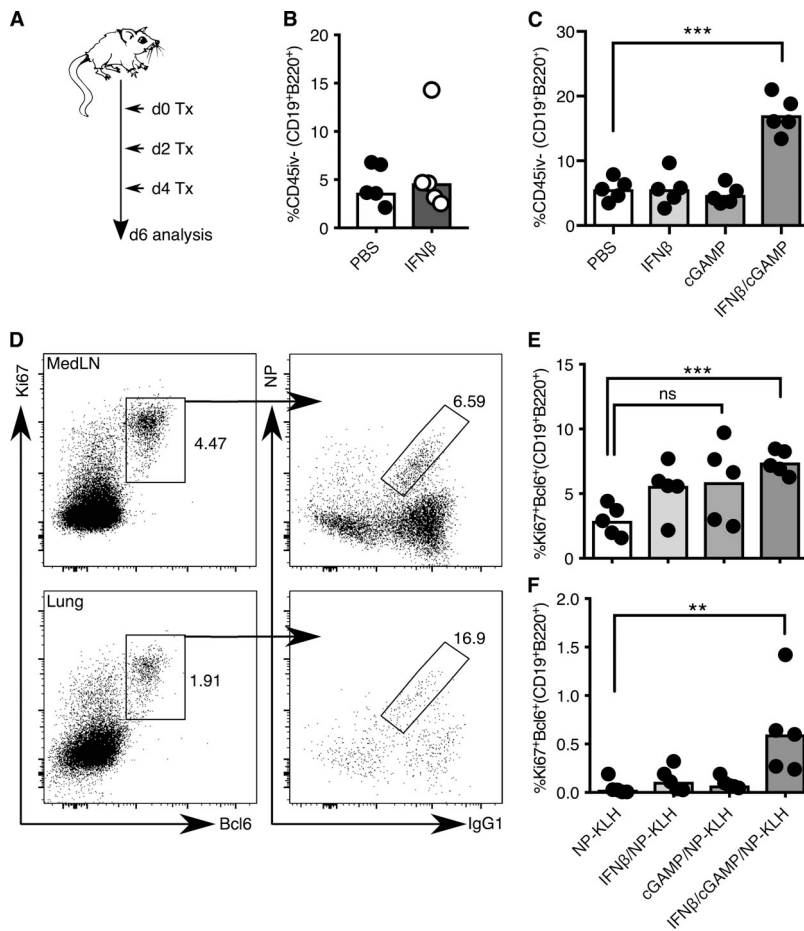 A
d0 Tx
d2 Tx
d4 Tx
d6 analysis
B
%CD45iv- (CD19⁺B220⁺)
20
15
10
5
0
PBS
IFNβ
C
%CD45iv- (CD19⁺B220⁺)
***
30
20
10
0
PBS
IFNβ
cGAMP
IFNβ/cGAMP
D
Ki67
MedLN
4.47
NP
6.59
Lung
1.91
16.9
Bcl6
IgG1
E
%Ki67⁺Bcl6⁺(CD19⁺B220⁺)
***
ns
15
10
5
0
F
%Ki67⁺Bcl6⁺(CD19⁺B220⁺)
**
2.0
1.5
1.0
0.5
0.0
NP-KLH
IFNβ/NP-KLH
cGAMP/NP-KLH
IFNβ/cGAMP/NP-KLH